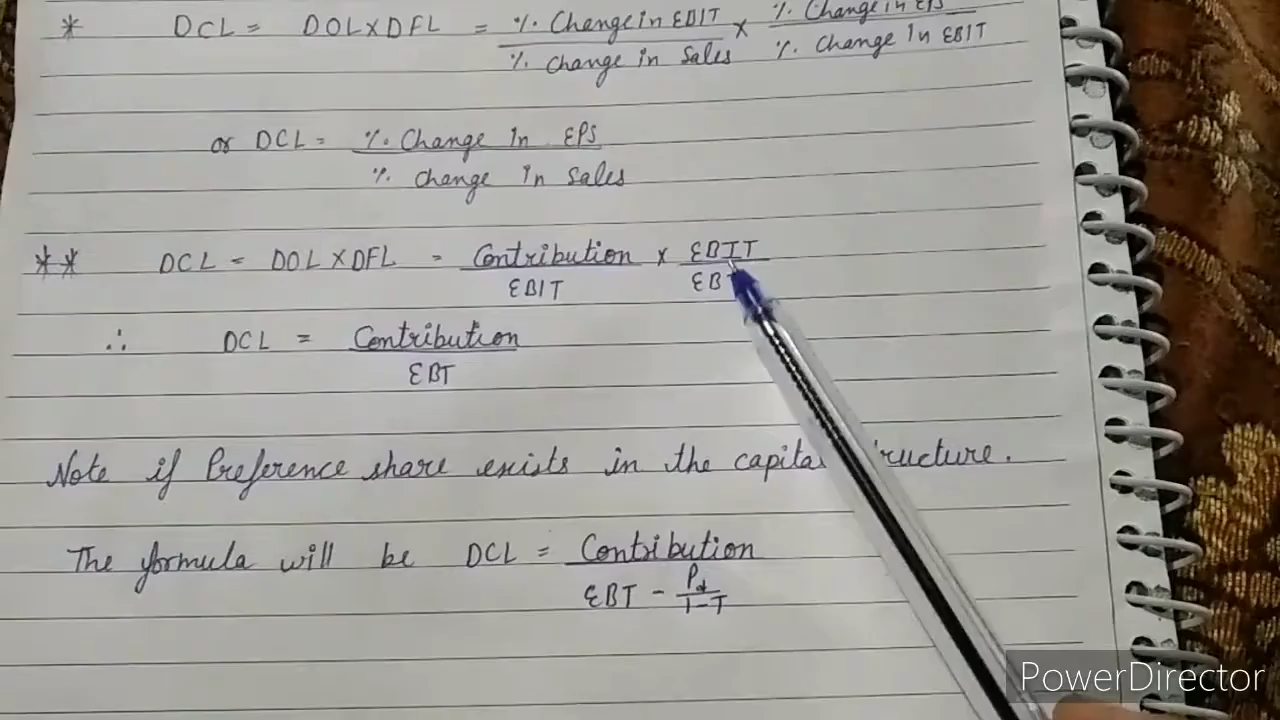 * DCL = DOL X DFL = % Change in EBIT / % change in Sales x % Change in EPS / % Change In EBIT
or DCL = % Change In EPS / % change In Sales
** DCL = DOL X DFL = Contribution / EBIT x EBIT / EBT
∴ DCL = Contribution / EBT
Note if Preference share exists in the capital structure.
The formula will be DCL = Contribution / EBT - Pd / 1-T
PowerDirector